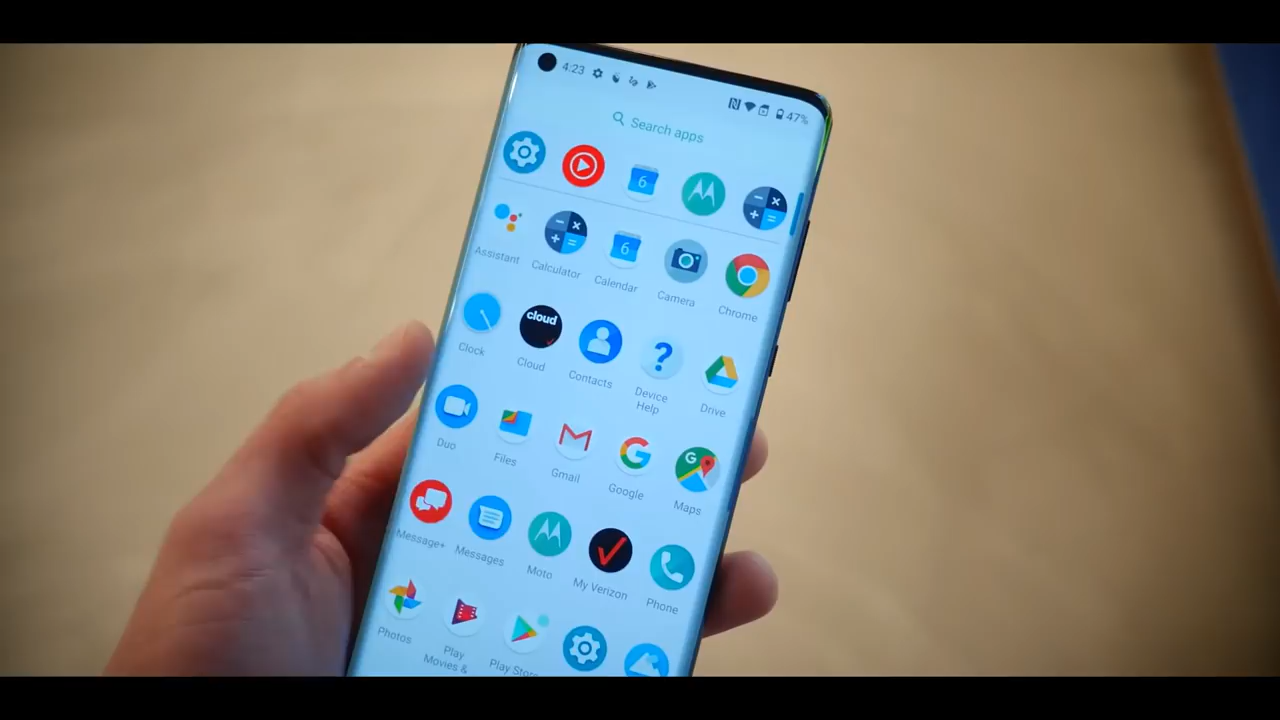 4:23
47%
Search apps
6
Assistant
Calculator
6
Calendar
Camera
Chrome
Clock
cloud
Cloud
Contacts
?
Device
Help
Drive
Duo
Files
Gmail
G
Google
G
Maps
Message+
Messages
Moto
My Verizon
Phone
Photos
Play
Movies &
Play Store